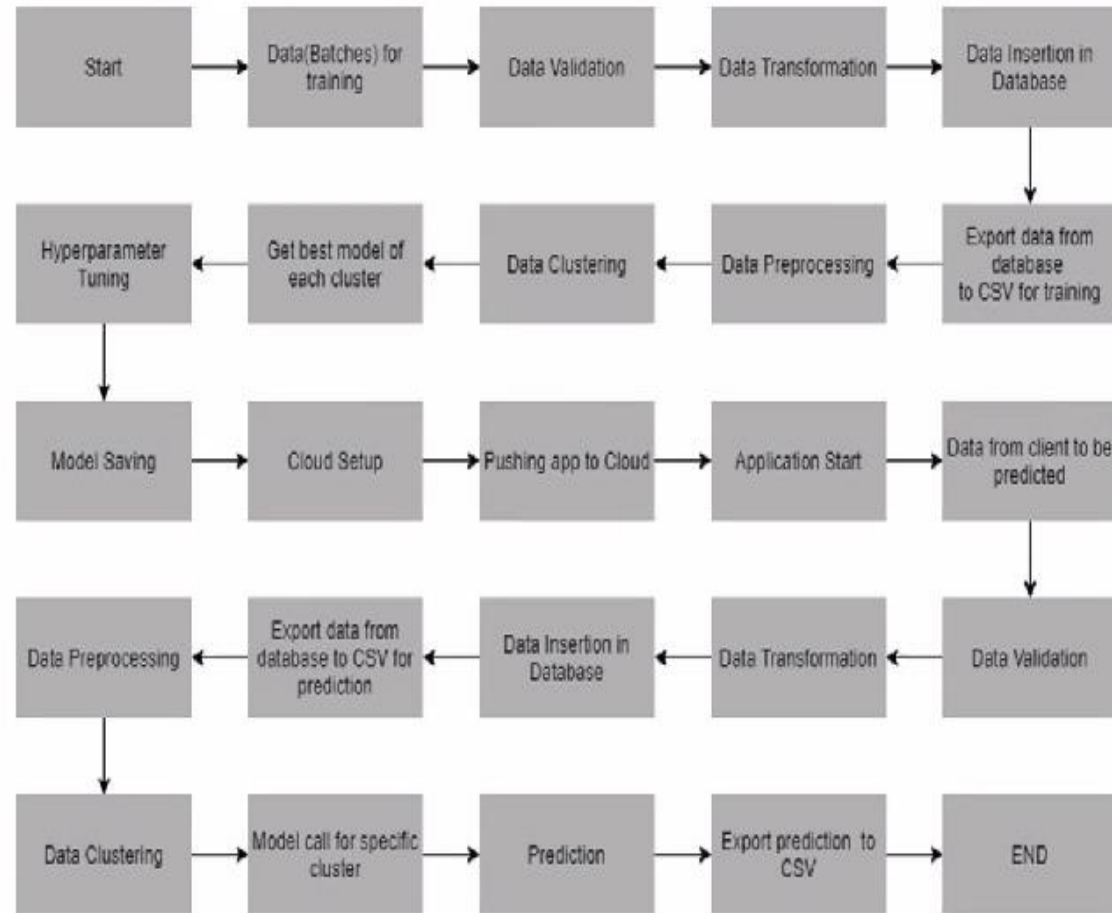 Start
Data(Batches) for
training
Data Validation
Data Transformation
Data Insertion in
Database
Hyperparameter
Tuning
Get best model of
each cluster
Data Clustering
Data Preprocessing
Export data from
database
to CSV for training
Model Saving
Cloud Setup
Pushing app to Cloud
Application Start
Data from client to be
predicted
Data Preprocessing
Export data from
database to CSV for
prediction
Data Insertion in
Database
Data Transformation
Data Validation
Data Clustering
Model call for specific
cluster
Prediction
Export prediction to
CSV
END